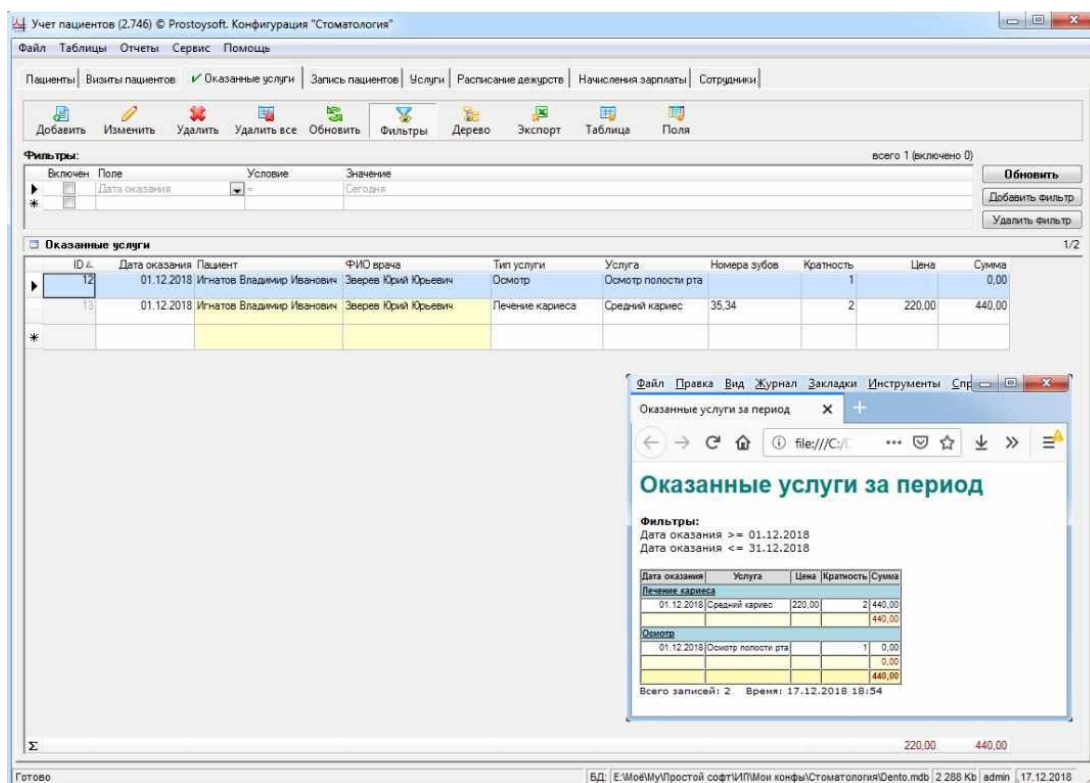 Учет пациентов (2.746) © Prostoysoft. Конфигурация "Стоматология"
Файл Таблицы Отчеты Сервис Помощь
Пациенты Визиты пациентов Оказанные услуги Запись пациентов Услуги Расписание дежурств Начисления зарплаты Сотрудники
Добавить Изменить Удалить Удалить все Обновить Фильтры Дерево Экспорт Таблица Поля
Фильтры: всего 1 (включено 0)
Включен Поле Условие Значение
Дата оказания = Сегодня
Обновить
Добавить фильтр
Удалить фильтр
Оказанные услуги 1/2
ID Дата оказания Пациент ФИО врача Тип услуги Услуга Номера зубов Кратность Цена Сумма
12 01.12.2018 Игнатов Владимир Иванович Зверев Юрий Юрьевич Осмотр Осмотр полости рта 1 0,00
13 01.12.2018 Игнатов Владимир Иванович Зверев Юрий Юрьевич Лечение кариеса Средний кариес 35,34 2 220,00 440,00
Файл Правка Вид Журнал Закладки Инструменты Спр
Оказанные услуги за период
file:///C:/
Оказанные услуги за период
Фильтры:
Дата оказания >= 01.12.2018
Дата оказания <= 31.12.2018
Дата оказания Услуга Цена Кратность Сумма
Лечение кариеса
01.12.2018 Средний кариес 220,00 2 440,00
440,00
Осмотр
01.12.2018 Осмотр полости рта 1 0,00
0,00
440,00
Всего записей: 2 Время: 17.12.2018 18:54
Σ 220,00 440,00
Готово БД: E:\Моё\My\Простой софт\ИП\Мои конфы\Стоматология\Dento.mdb 2 288 Kb admin 17.12.2018